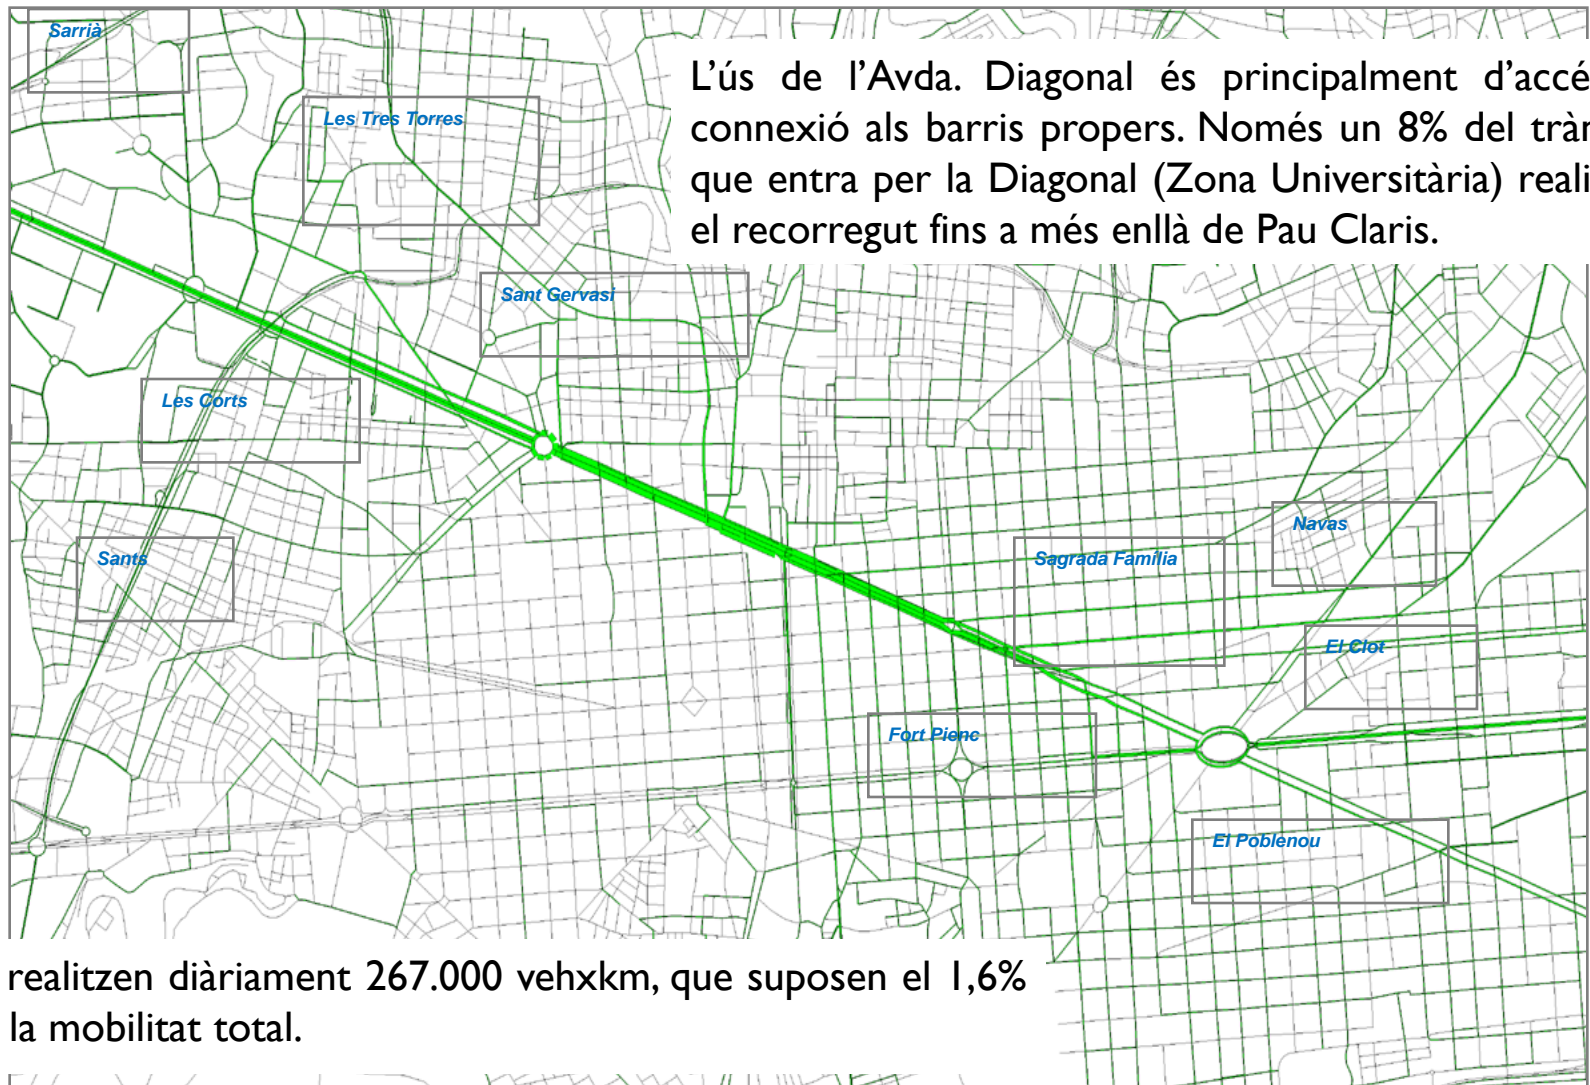 Sarrià
L’ús de l’Avda. Diagonal és principalment d’accé
Les Tres Torres
connexió als barris propers. Només un 8% del tràn
que entra per la Diagonal (Zona Universitària) reali
el recorregut fins a més enllà de Pau Claris.
Sant Gervasi
Les Corts
Navas
Sants
Sagrada Família
El Clot
Fort Pienc
El Poblenou
realitzen diàriament 267.000 vehxkm, que suposen el 1,6%
la mobilitat total.